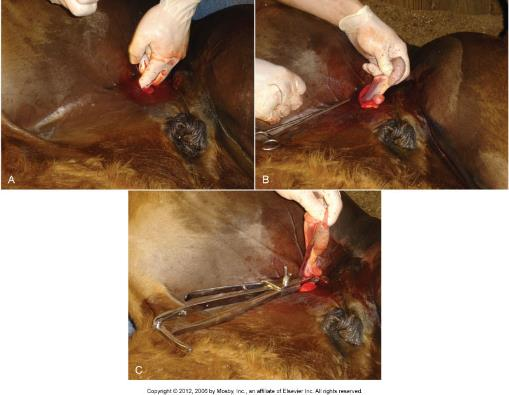 A
B
C
Copyright © 2012, 2006 by Mosby, Inc., an affiliate of Elsevier Inc. All rights reserved.